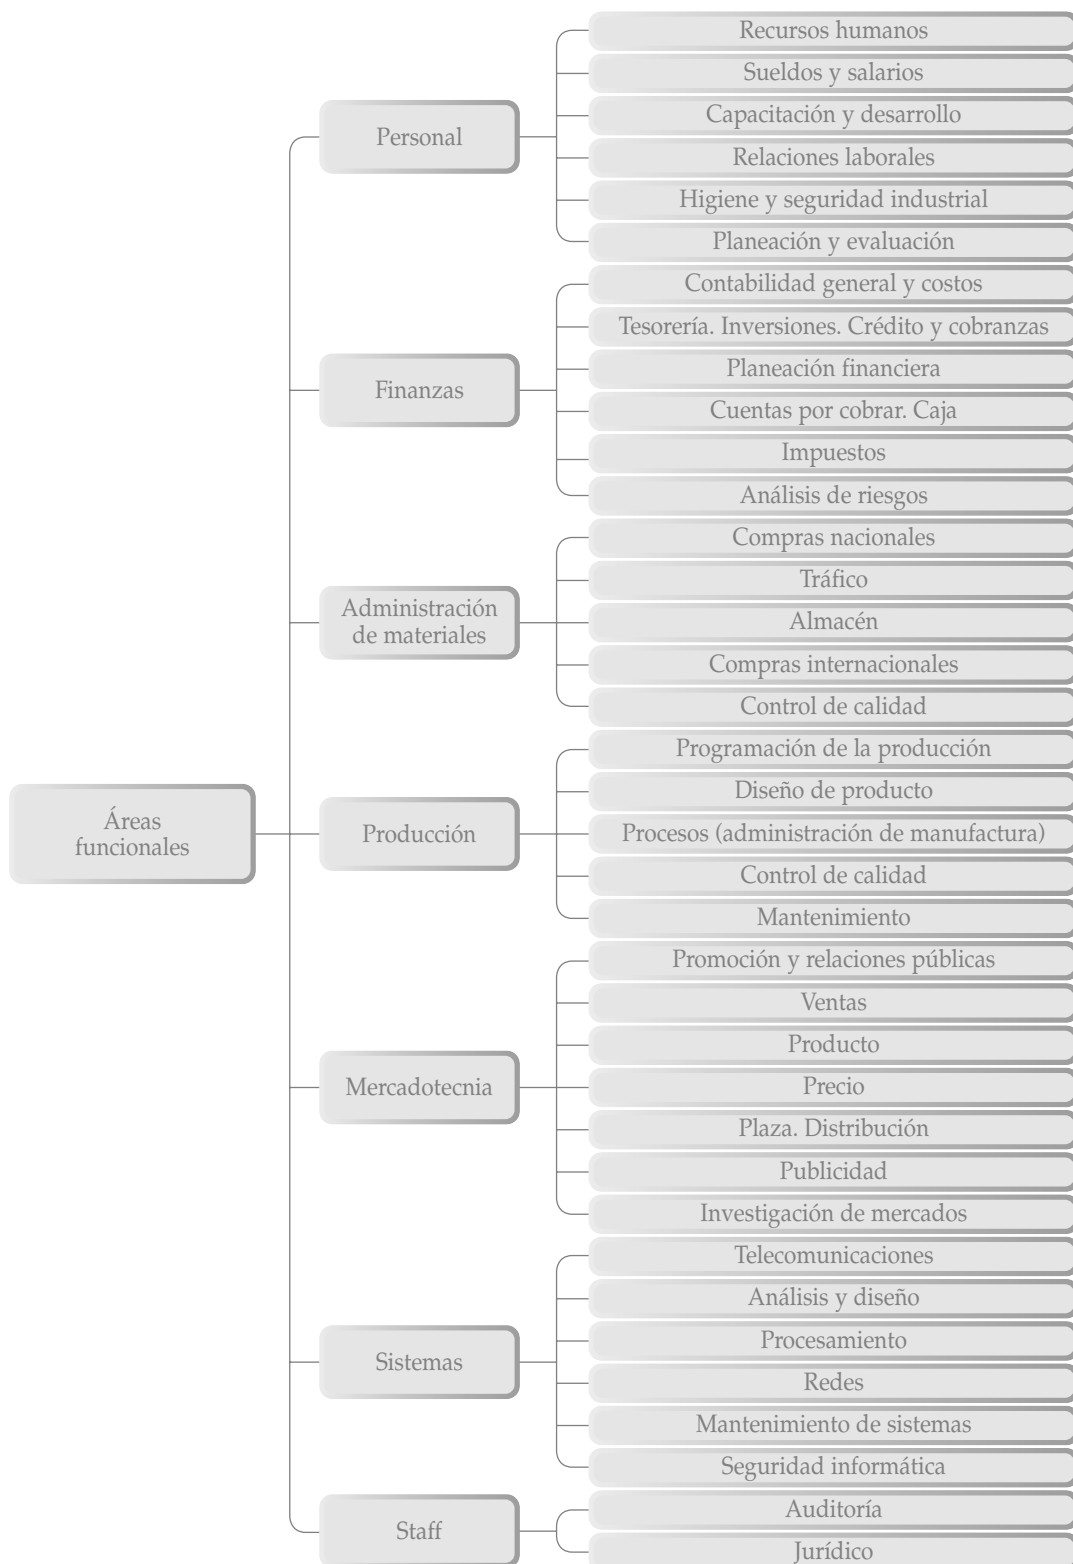 Áreas
funcionales
Personal
Recursos humanos
Sueldos y salarios
Capacitación y desarrollo
Relaciones laborales
Higiene y seguridad industrial
Planeación y evaluación
Finanzas
Contabilidad general y costos
Tesorería. Inversiones. Crédito y cobranzas
Planeación financiera
Cuentas por cobrar. Caja
Impuestos
Análisis de riesgos
Administración
de materiales
Compras nacionales
Tráfico
Almacén
Compras internacionales
Control de calidad
Producción
Programación de la producción
Diseño de producto
Procesos (administración de manufactura)
Control de calidad
Mantenimiento
Mercadotecnia
Promoción y relaciones públicas
Ventas
Producto
Precio
Plaza. Distribución
Publicidad
Investigación de mercados
Sistemas
Telecomunicaciones
Análisis y diseño
Procesamiento
Redes
Mantenimiento de sistemas
Seguridad informática
Staff
Auditoría
Jurídico